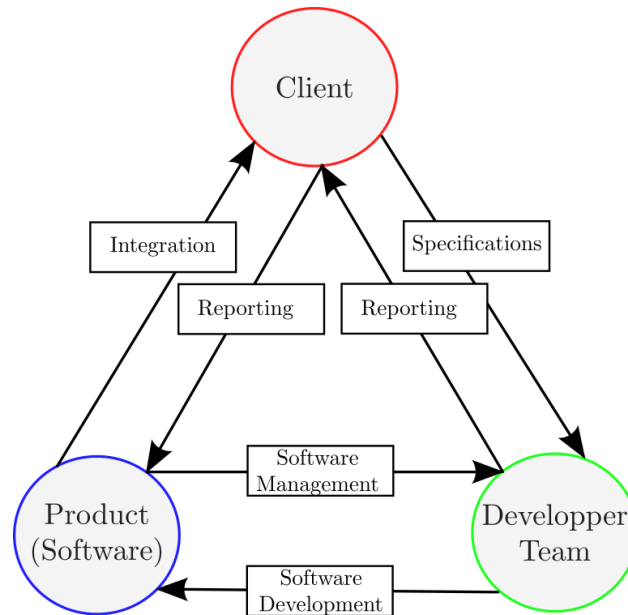 Client
Integration
Specifications
Reporting
Reporting
Software
Management
Product
(Software)
Developper
Team
Software
Development